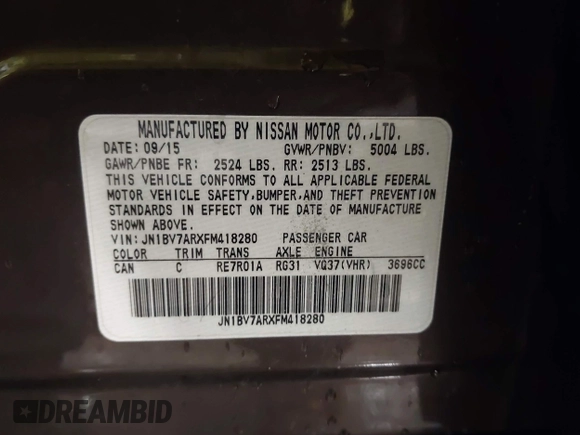 MANUFACTURED BY NISSAN MOTOR CO.,LTD.
DATE: 09/15 GVWR/PNBV: 5004 LBS.
GAWR/PNBE FR: 2524 LBS. RR: 2513 LBS.
THIS VEHICLE CONFORMS TO ALL APPLICABLE FEDERAL
MOTOR VEHICLE SAFETY,BUMPER,AND THEFT PREVENTION
STANDARDS IN EFFECT ON THE DATE OF MANUFACTURE
SHOWN ABOVE.
VIN: JN1BV7ARXFM418280 PASSENGER CAR
COLOR TRIM TRANS AXLE ENGINE
CAN C RE7R01A RG31 VQ37(VHR) 3696CC
JN1BV7ARXFM418280
DREAMBID